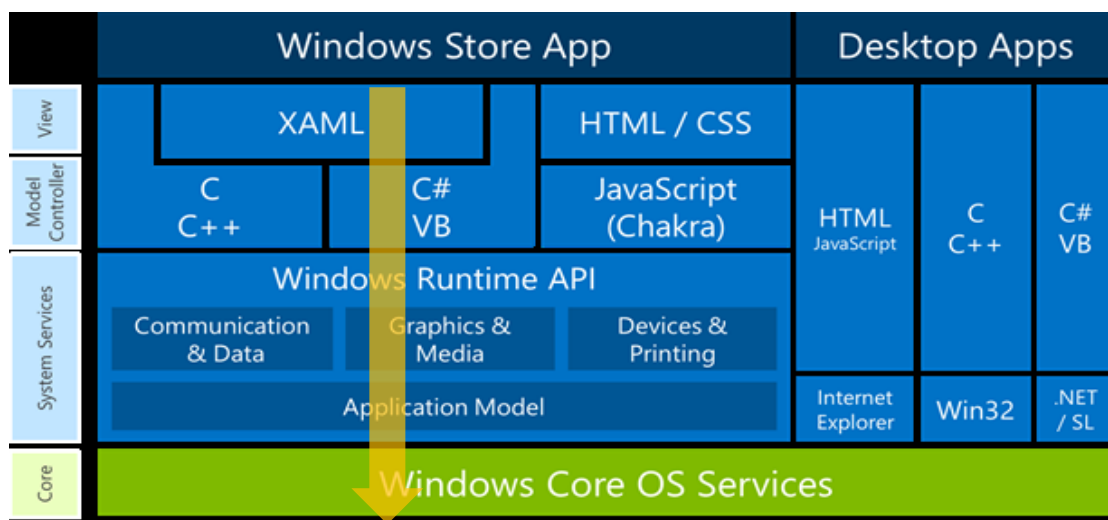 Windows Store App
Desktop Apps
View
XAML
HTML / CSS
Model
Controller
C
C++
C#
VB
JavaScript
(Chakra)
HTML
JavaScript
C
C++
C#
VB
System Services
Windows Runtime API
Communication
& Data
Graphics &
Media
Devices &
Printing
Application Model
Internet
Explorer
Win32
.NET
/ SL
Core
Windows Core OS Services